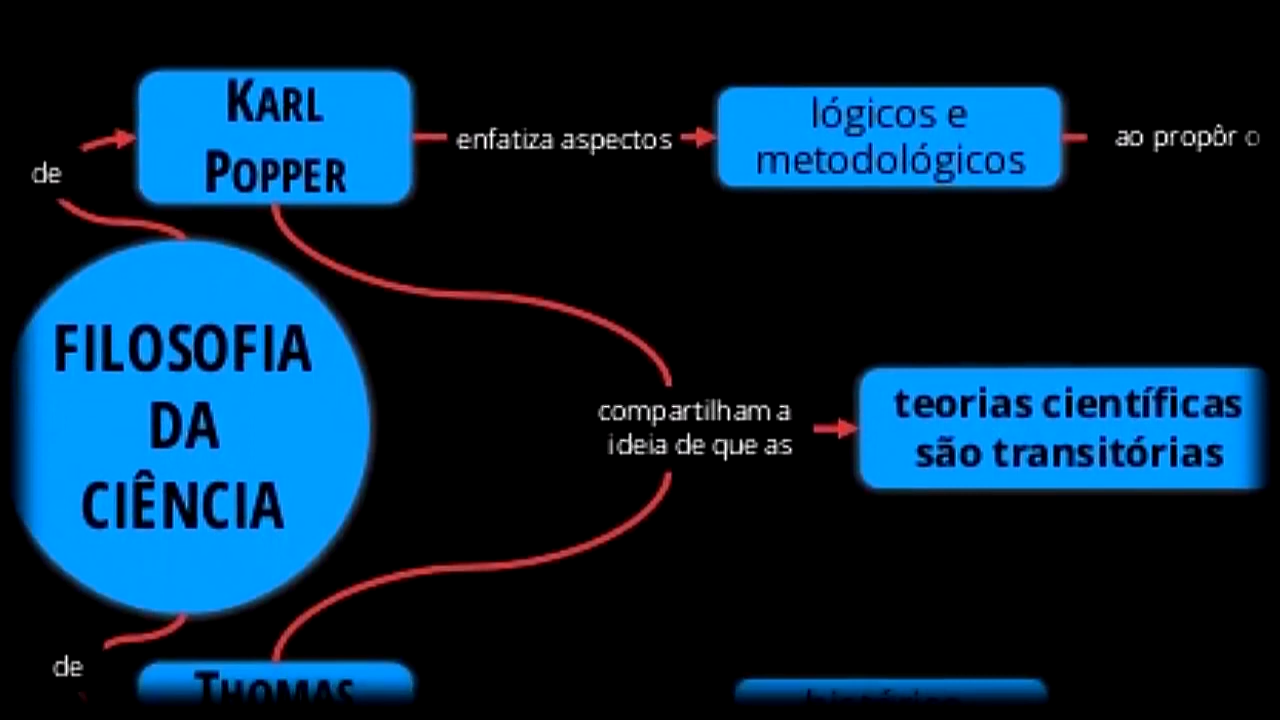 KARL
POPPER
enfatiza aspectos
lógicos e
metodológicos
ao propôr o
de
FILOSOFIA
DA
CIÊNCIA
compartilham a
ideia de que as
teorias científicas
são transitórias
de
THOMAS